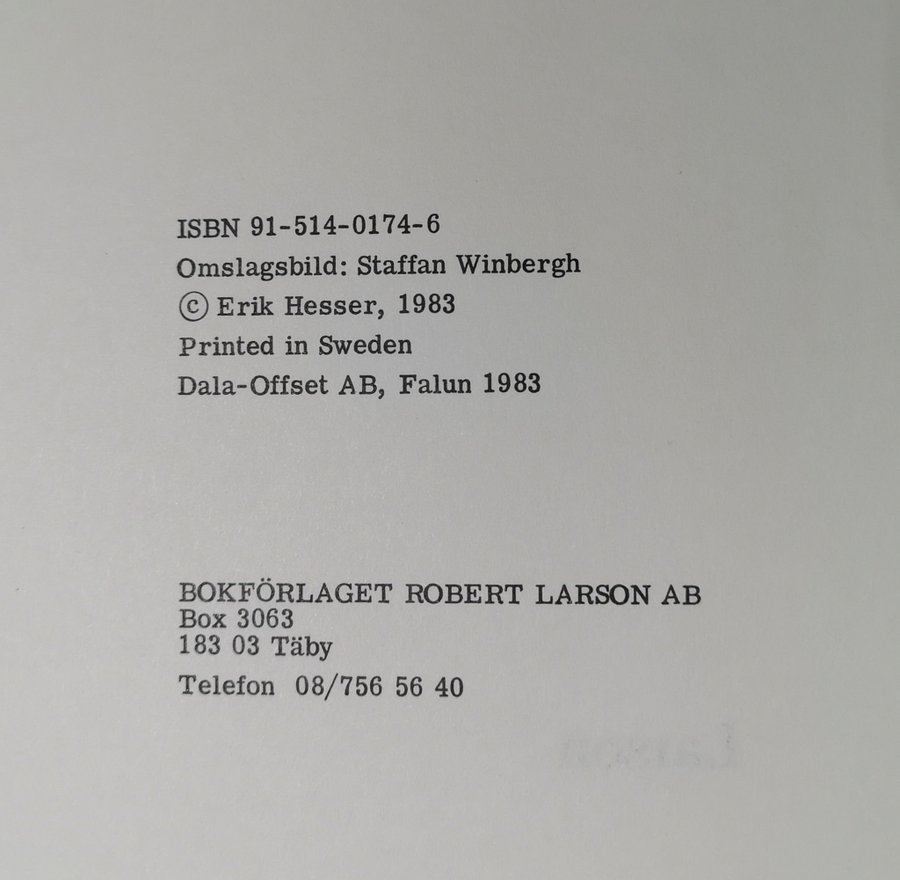 ISBN 91-514-0174-6
Omslagsbild: Staffan Winbergh
© Erik Hesser, 1983
Printed in Sweden
Dala-Offset AB, Falun 1983
BOKFÖRLAGET ROBERT LARSON AB
Box 3063
183 03 Täby
Telefon 08/756 56 40